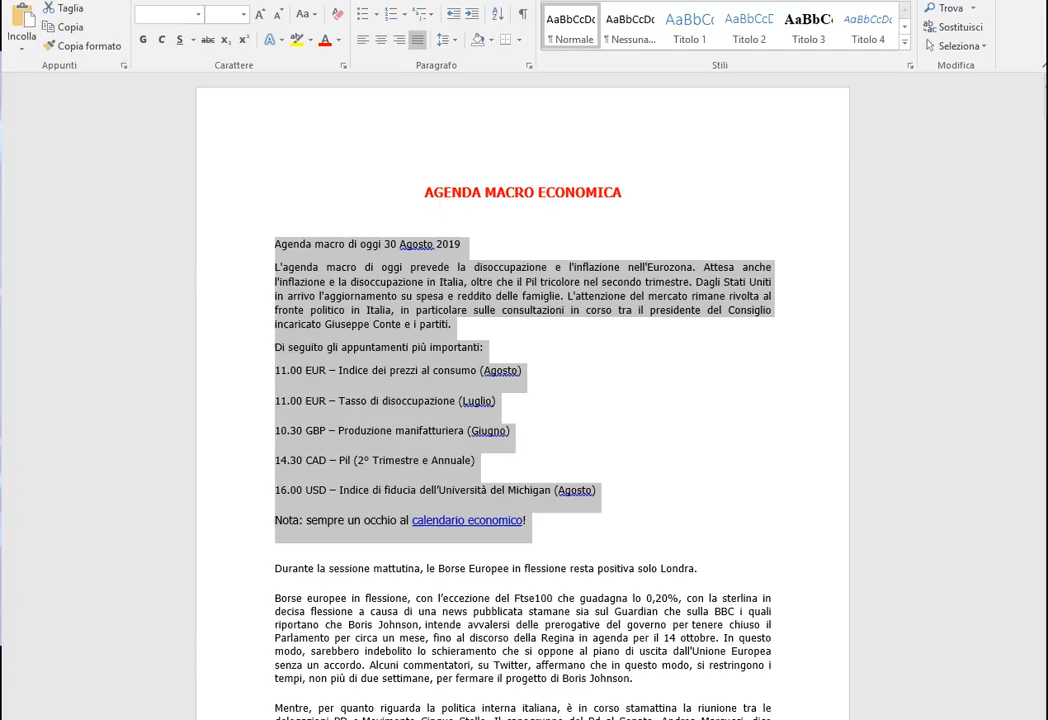 Taglia
Copia
Incolla
Copia formato
Appunti
Aa
G C S abc x₂ x² A A
Carattere
Paragrafo
AaBbCcDc AaBbCcDc AaBbCc AaBbCcD AaBbCc AaBbCcDc
¶ Normale ¶ Nessuna... Titolo 1 Titolo 2 Titolo 3 Titolo 4
Stili
Trova
Sostituisci
Seleziona
Modifica
AGENDA MACRO ECONOMICA
Agenda macro di oggi 30 Agosto 2019
L'agenda macro di oggi prevede la disoccupazione e l'inflazione nell'Eurozona. Attesa anche
l'inflazione e la disoccupazione in Italia, oltre che il Pil tricolore nel secondo trimestre. Dagli Stati Uniti
in arrivo l'aggiornamento su spesa e reddito delle famiglie. L'attenzione del mercato rimane rivolta al
fronte politico in Italia, in particolare sulle consultazioni in corso tra il presidente del Consiglio
incaricato Giuseppe Conte e i partiti.
Di seguito gli appuntamenti più importanti:
11.00 EUR – Indice dei prezzi al consumo (Agosto)
11.00 EUR – Tasso di disoccupazione (Luglio)
10.30 GBP – Produzione manifatturiera (Giugno)
14.30 CAD – Pil (2° Trimestre e Annuale)
16.00 USD – Indice di fiducia dell'Università del Michigan (Agosto)
Nota: sempre un occhio al calendario economico!
Durante la sessione mattutina, le Borse Europee in flessione resta positiva solo Londra.
Borse europee in flessione, con l'eccezione del Ftse100 che guadagna lo 0,20%, con la sterlina in
decisa flessione a causa di una news pubblicata stamane sia sul Guardian che sulla BBC i quali
riportano che Boris Johnson, intende avvalersi delle prerogative del governo per tenere chiuso il
Parlamento per circa un mese, fino al discorso della Regina in agenda per il 14 ottobre. In questo
modo, sarebbero indebolito lo schieramento che si oppone al piano di uscita dall'Unione Europea
senza un accordo. Alcuni commentatori, su Twitter, affermano che in questo modo, si restringono i
tempi, non più di due settimane, per fermare il progetto di Boris Johnson.
Mentre, per quanto riguarda la politica interna italiana, è in corso stamattina la riunione tra le